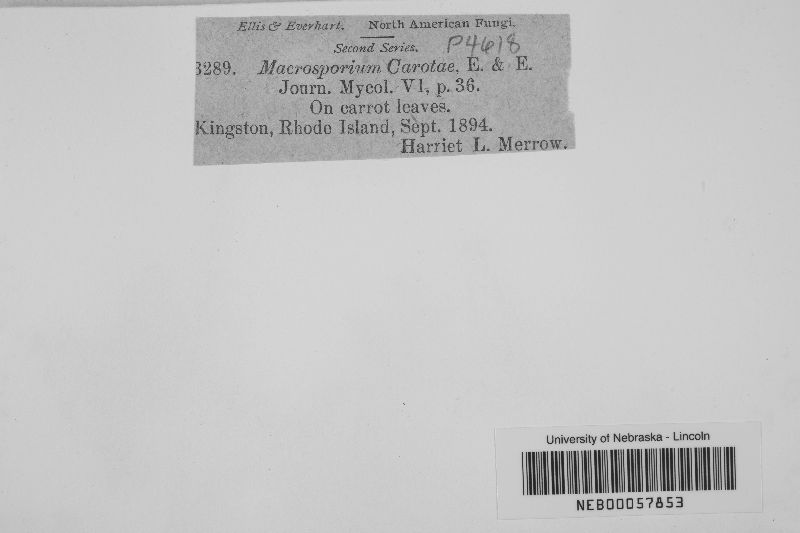 Ellis & Everhart. North American Fungi.
Second Series. P4618
3289. Macrosporium Carotae, E. & E.
Journ. Mycol. VI, p. 36.
On carrot leaves.
Kingston, Rhode Island, Sept. 1894.
Harriet L. Merrow.
University of Nebraska - Lincoln
NEB00057853